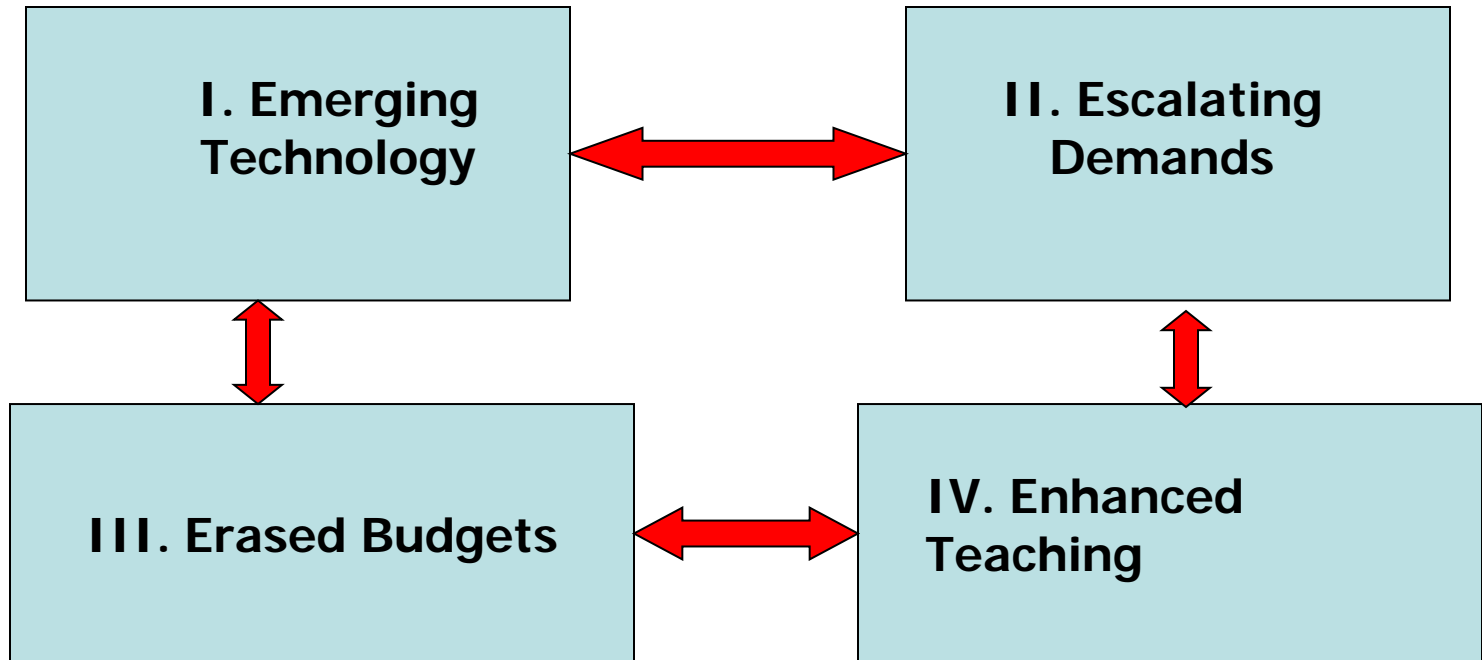 I. Emerging
Technology
II. Escalating
Demands
III. Erased Budgets
IV. Enhanced
Teaching